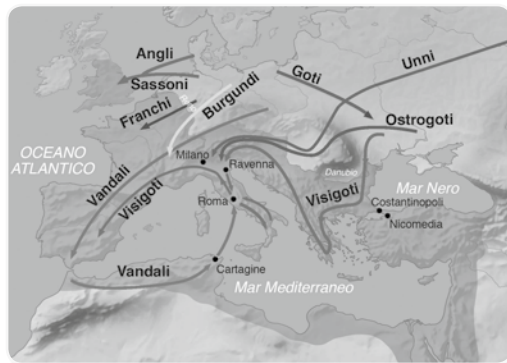 Angli
Sassoni
Franchi
Burgundi
Goti
Unni
Ostrogoti
OCEANO
ATLANTICO
Vandali
Visigoti
Milano
Ravenna
Roma
Danubio
Visigoti
Mar Nero
Costantinopoli
Nicomedia
Vandali
Cartagine
Mar Mediterraneo